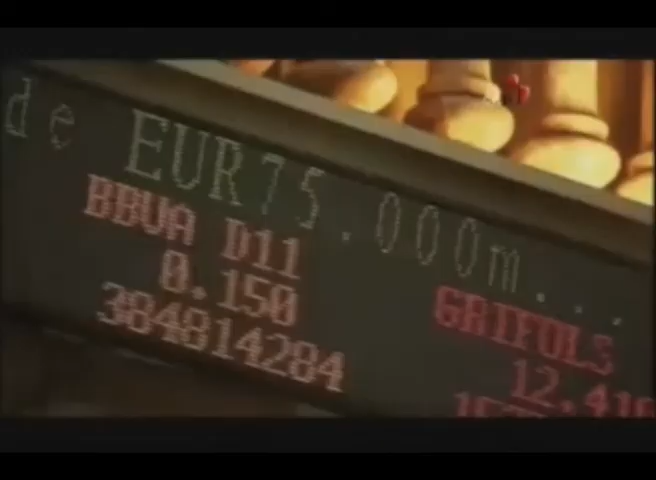 de EUR75.000m...
BBVA D11
0.150
384814284
GRIFOLS
12.41